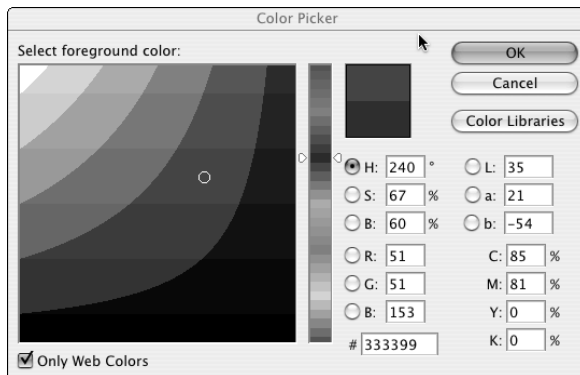 Color Picker
Select foreground color:
OK
Cancel
Color Libraries
H: 240 ° L: 35
S: 67 % a: 21
B: 60 % b: -54
R: 51 C: 85 %
G: 51 M: 81 %
B: 153 Y: 0 %
# 333399 K: 0 %
Only Web Colors